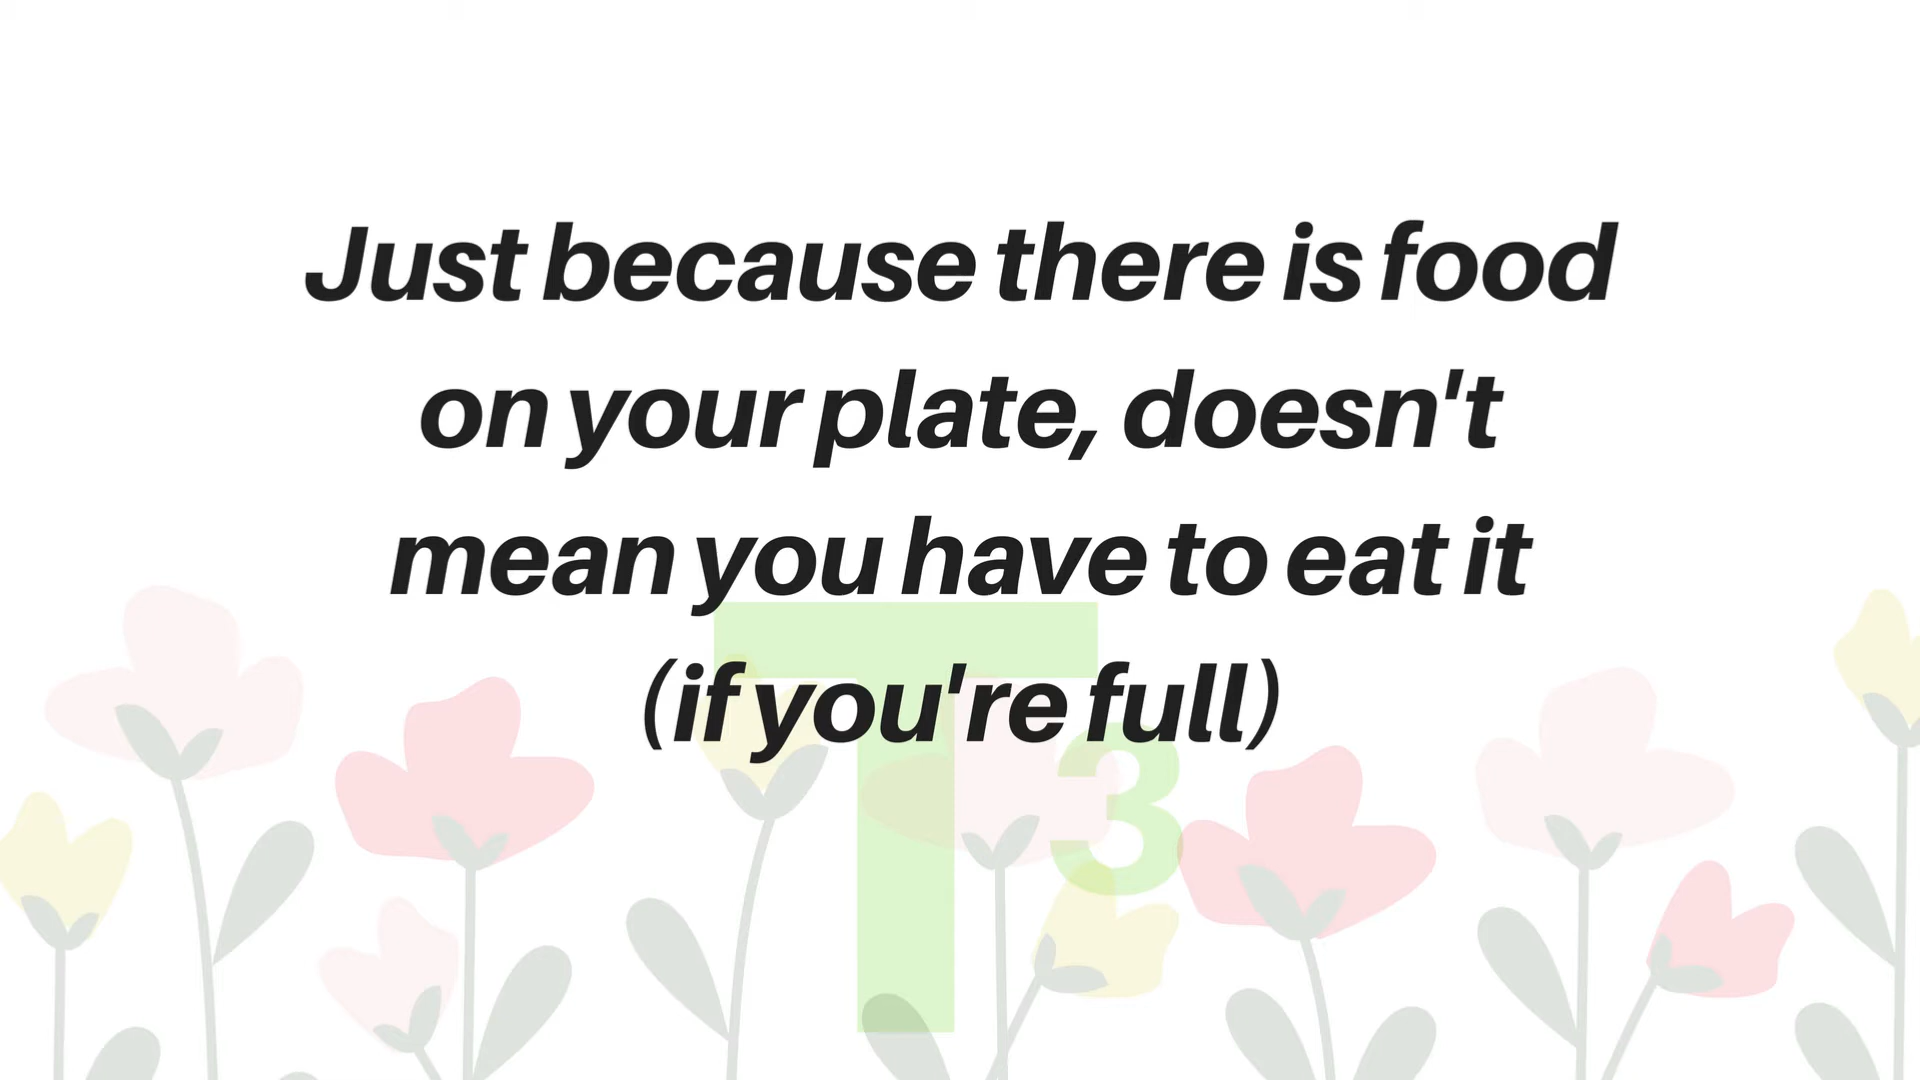 Just because there is food
on your plate, doesn't
mean you have to eat it
(if you're full)
T3